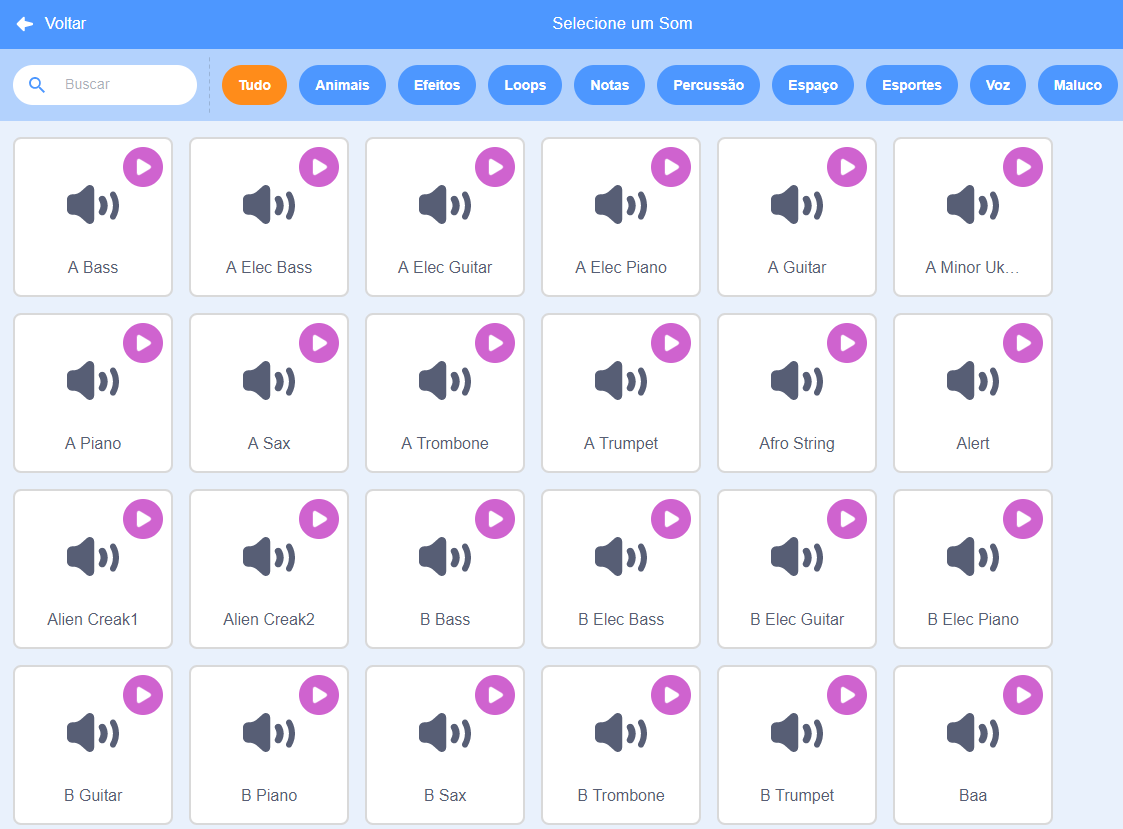 Voltar
Selecione um Som
Buscar
Tudo
Animais
Efeitos
Loops
Notas
Percussão
Espaço
Esportes
Voz
Maluco
A Bass
A Elec Bass
A Elec Guitar
A Elec Piano
A Guitar
A Minor Uk…
A Piano
A Sax
A Trombone
A Trumpet
Afro String
Alert
Alien Creak1
Alien Creak2
B Bass
B Elec Bass
B Elec Guitar
B Elec Piano
B Guitar
B Piano
B Sax
B Trombone
B Trumpet
Baa